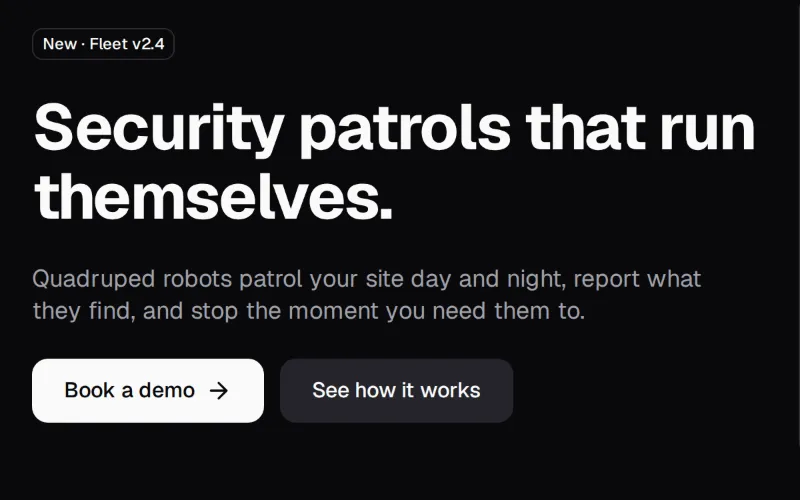 New · Fleet v2.4
Security patrols that run
themselves.
Quadruped robots patrol your site day and night, report what
they find, and stop the moment you need them to.
Book a demo →
See how it works